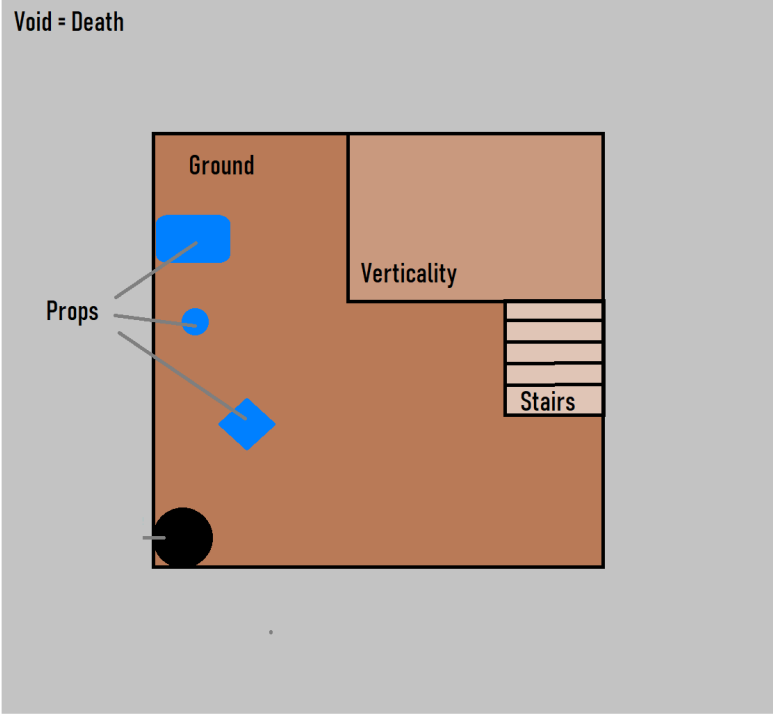 Void = Death
Ground
Verticality
Props
Stairs